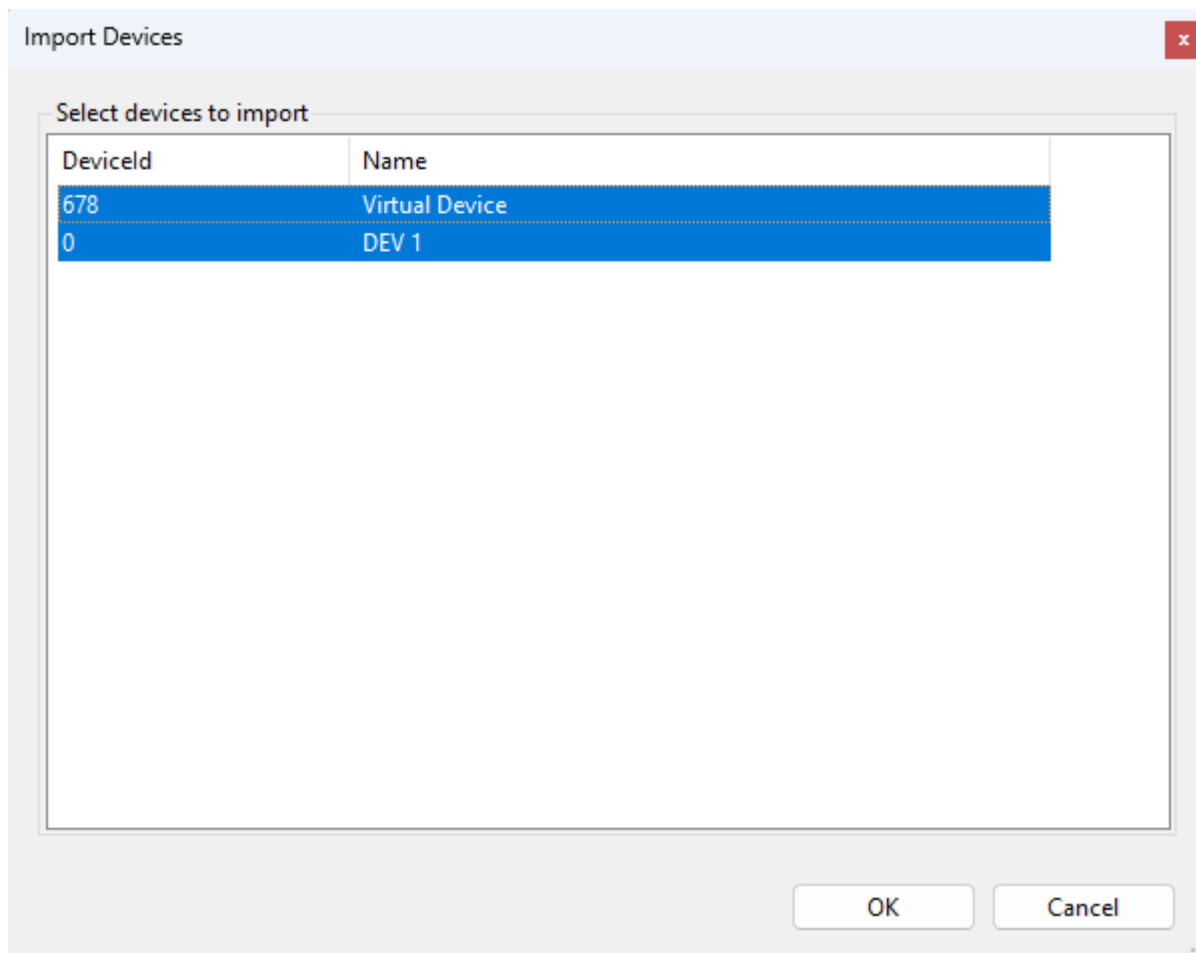 Import Devices
x
Select devices to import
DeviceId Name
678 Virtual Device
0 DEV 1
OK Cancel